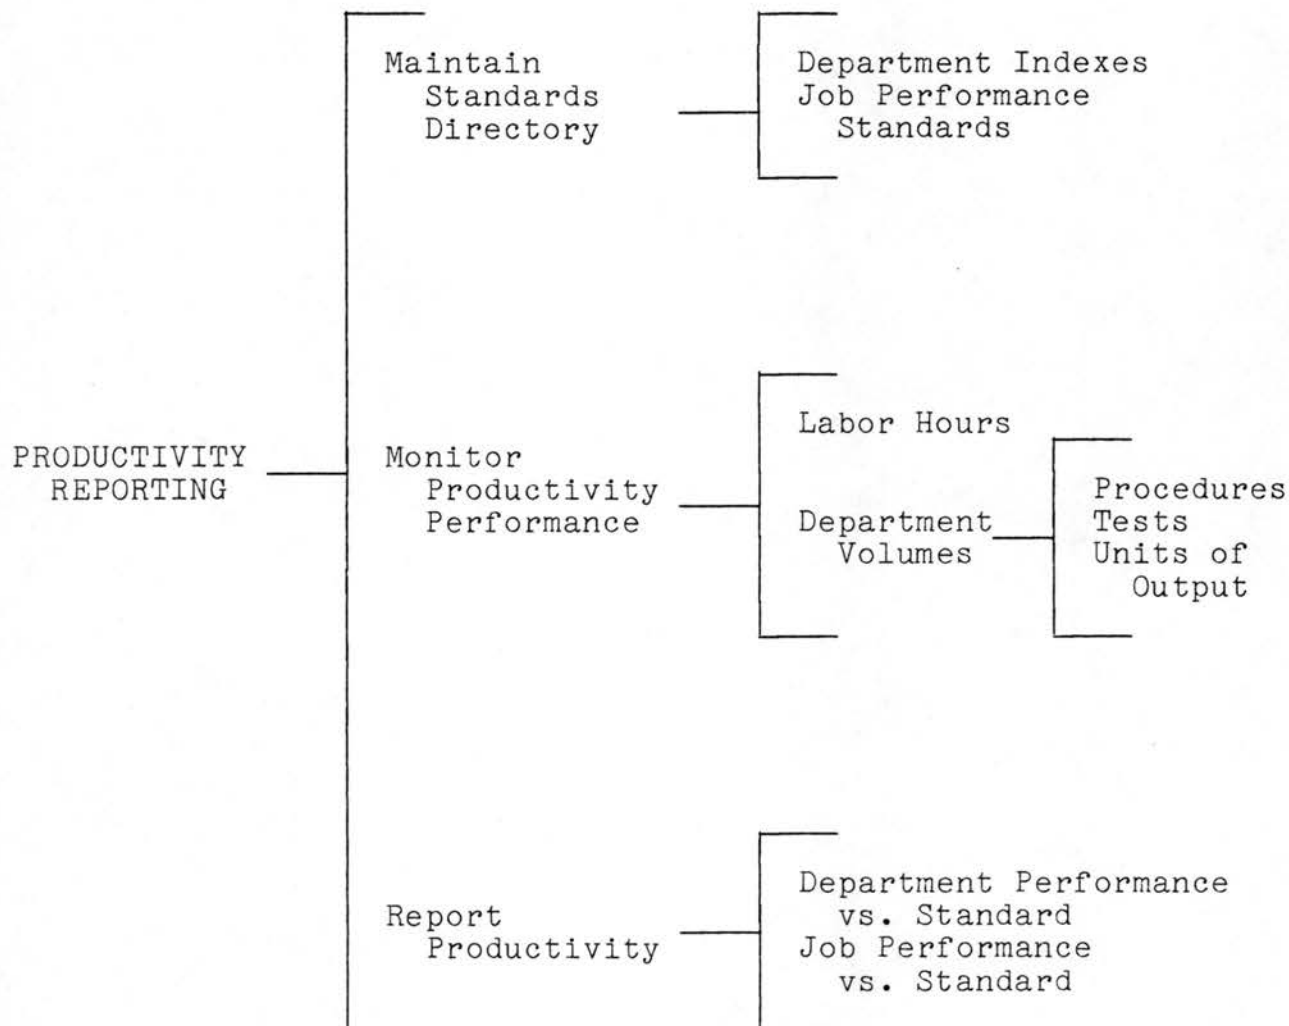 Maintain
Standards
Directory
Department Indexes
Job Performance
Standards
PRODUCTIVITY
REPORTING
Monitor
Productivity
Performance
Labor Hours
Department
Volumes
Procedures
Tests
Units of
Output
Report
Productivity
Department Performance
vs. Standard
Job Performance
vs. Standard